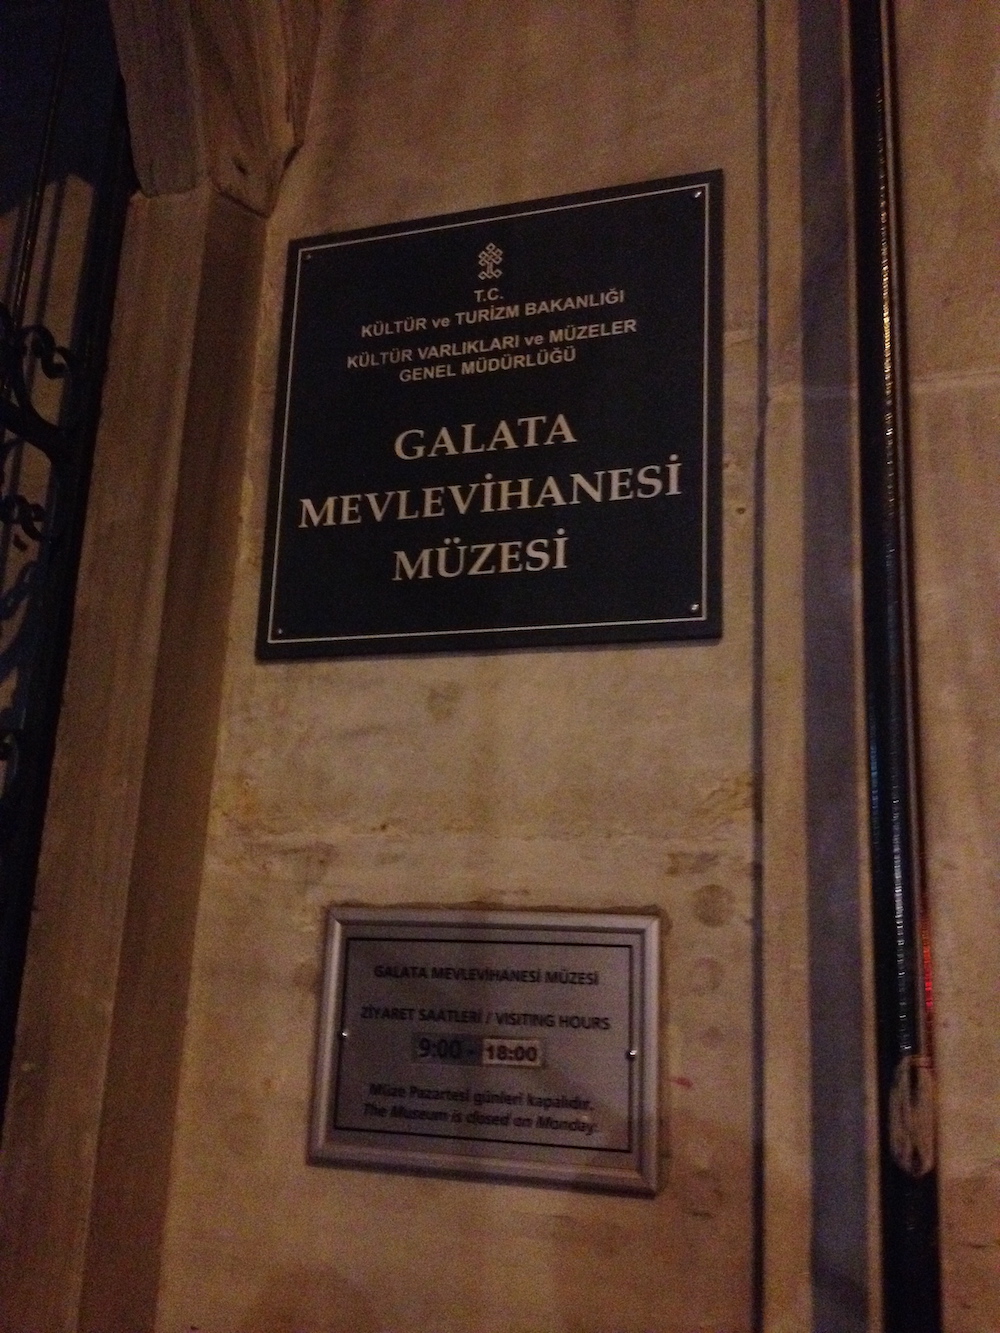 T.C.
KÜLTÜR ve TURİZM BAKANLIĞI
KÜLTÜR VARLIKLARI ve MÜZELER
GENEL MÜDÜRLÜĞÜ
GALATA
MEVLEVİHANESİ
MÜZESİ
GALATA MEVLEVİHANESİ MÜZESİ
ZİYARET SAATLERİ / VISITING HOURS
9:00 - 18:00
Müze Pazartesi günleri kapalıdır.
The Museum is closed on Monday.